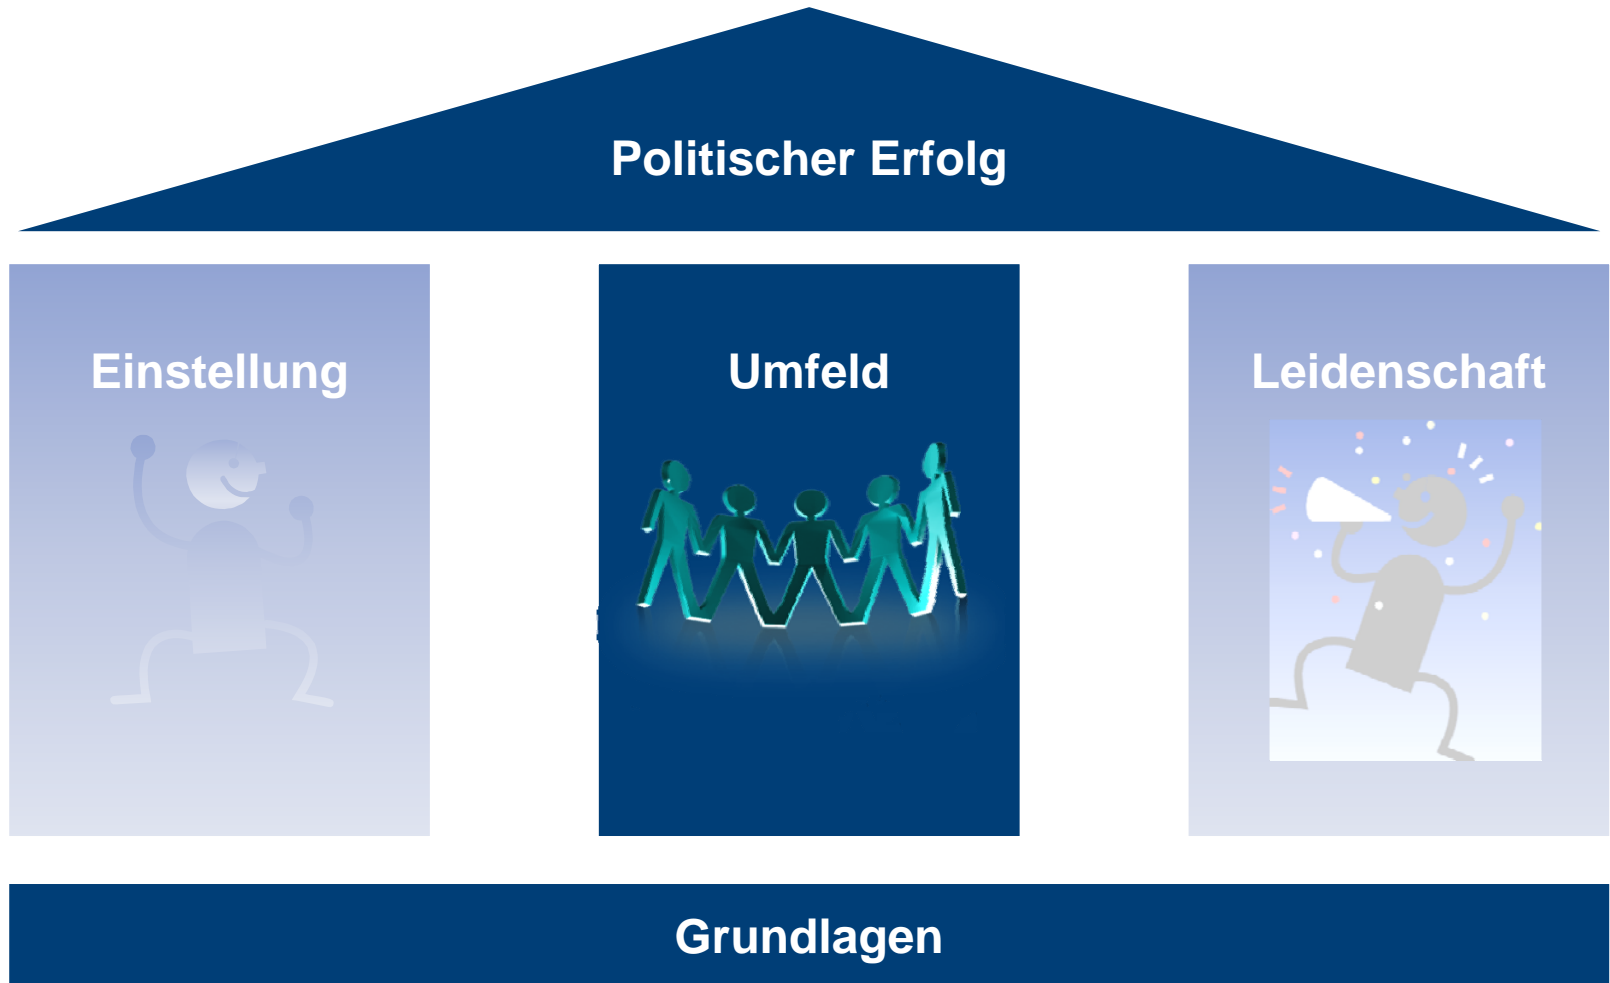 Politischer Erfolg
Einstellung
Umfeld
Leidenschaft
Grundlagen